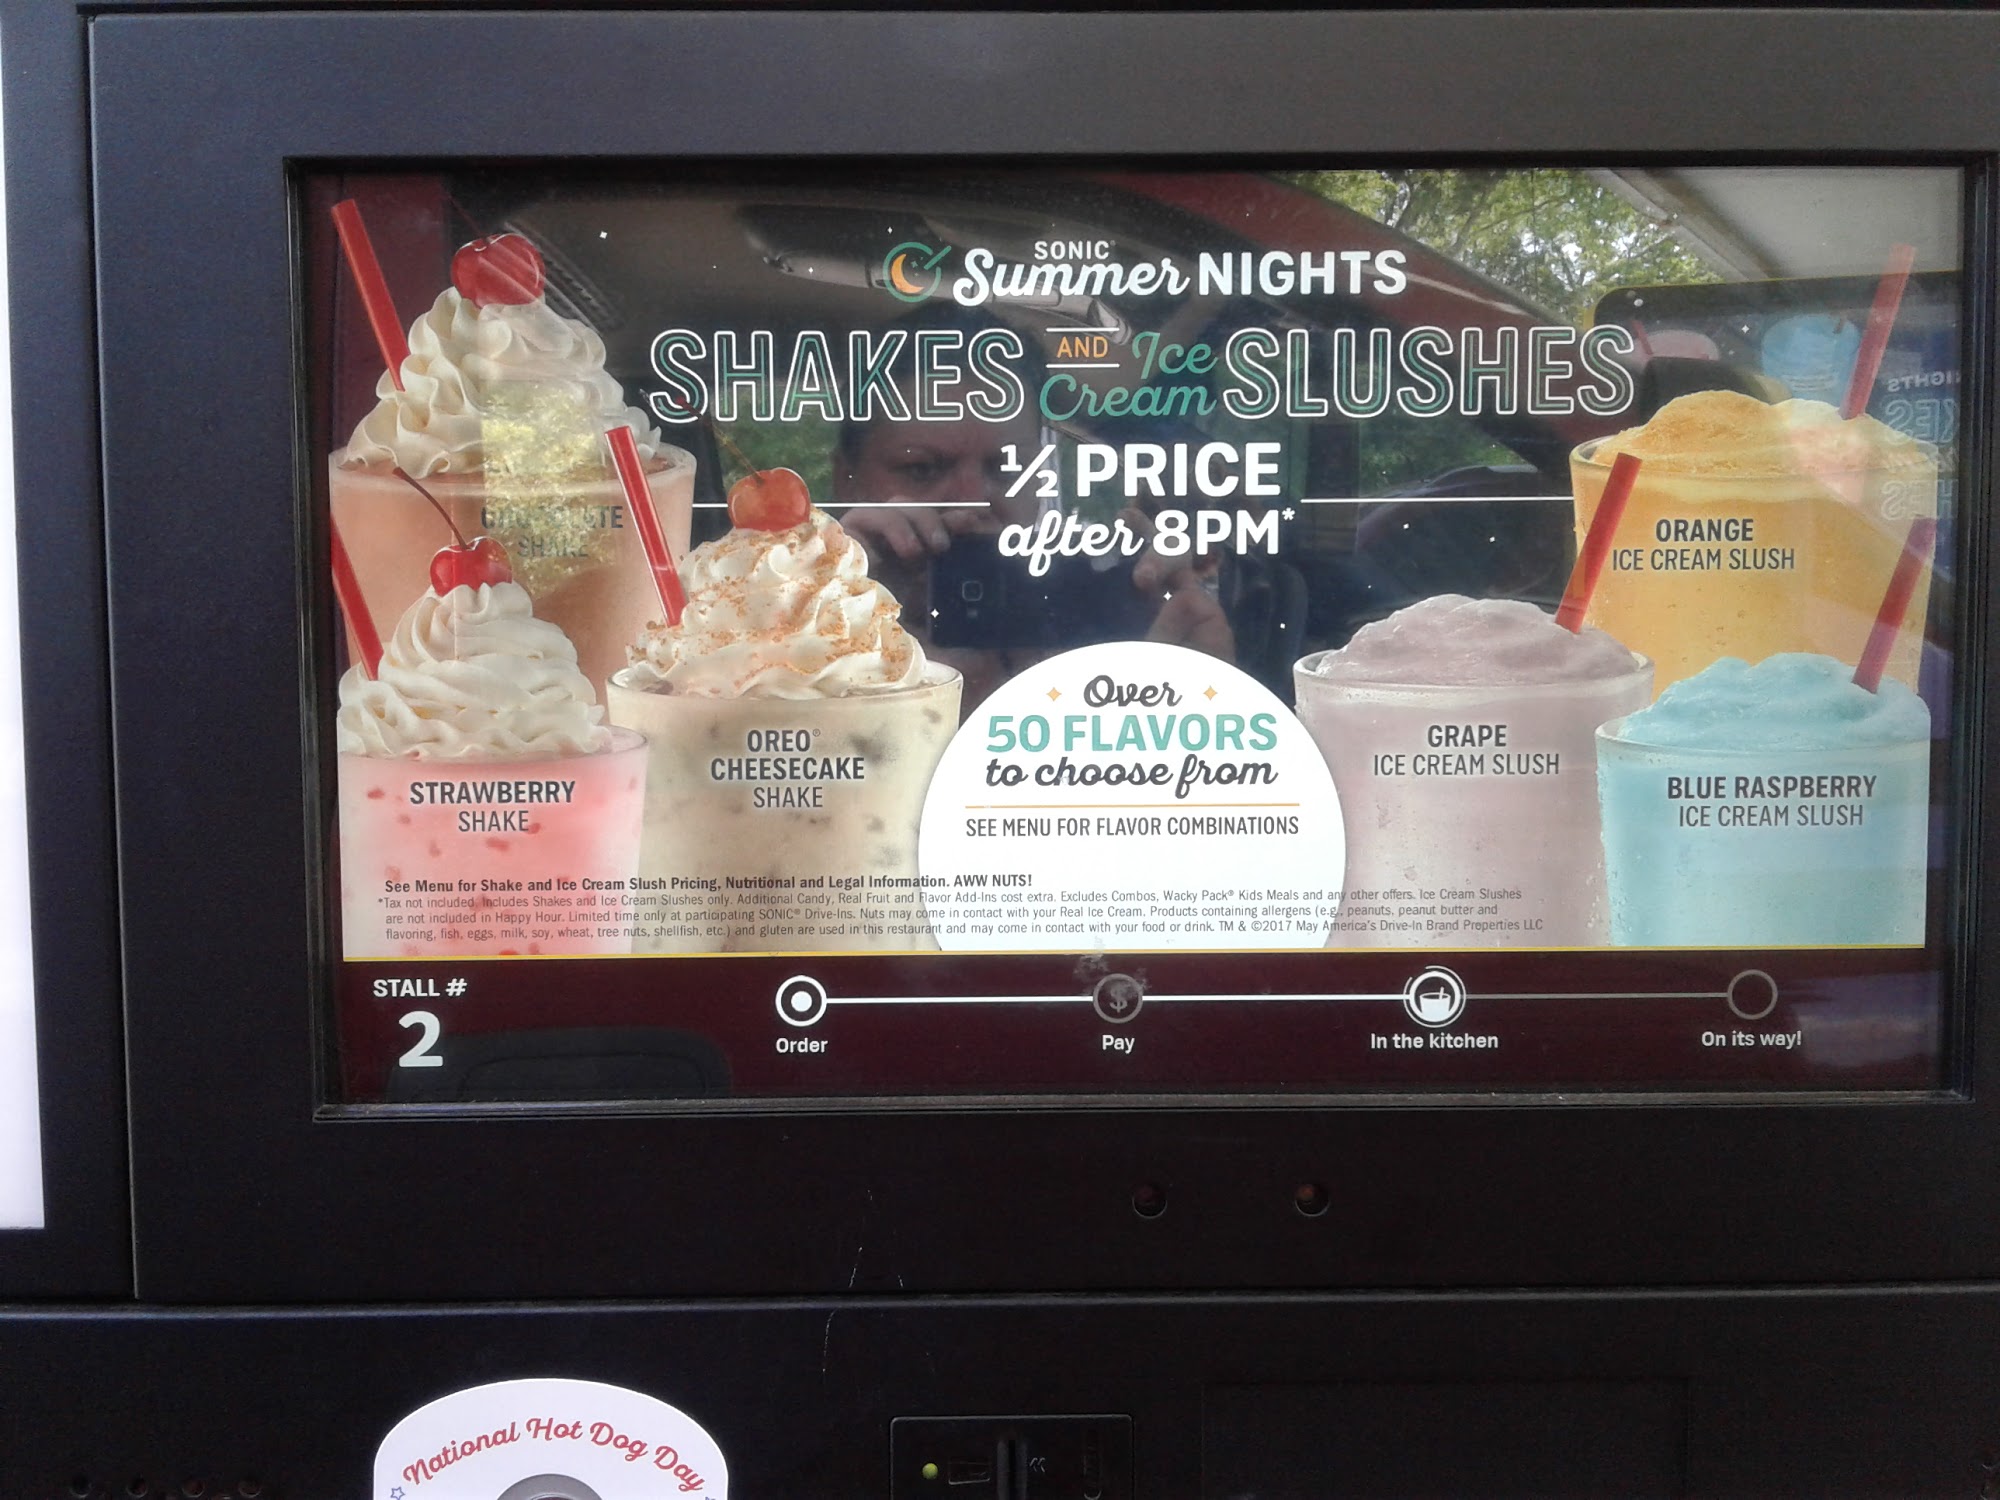 SONIC
Summer NIGHTS
SHAKES AND Ice Cream SLUSHES
½ PRICE
after 8PM*
SHAKE
STRAWBERRY
SHAKE
OREO®
CHEESECAKE
SHAKE
Over
50 FLAVORS
to choose from
SEE MENU FOR FLAVOR COMBINATIONS
ORANGE
ICE CREAM SLUSH
GRAPE
ICE CREAM SLUSH
BLUE RASPBERRY
ICE CREAM SLUSH
See Menu for Shake and Ice Cream Slush Pricing, Nutritional and Legal Information. AWW NUTS!
*Tax not included. Includes Shakes and Ice Cream Slushes only. Additional Candy, Real Fruit and Flavor Add-Ins cost extra. Excludes Combos, Wacky Pack® Kids Meals and any other offers. Ice Cream Slushes
are not included in Happy Hour. Limited time only at participating SONIC® Drive-Ins. Nuts may come in contact with your Real Ice Cream. Products containing allergens (e.g., peanuts, peanut butter and
flavoring, fish, eggs, milk, soy, wheat, tree nuts, shellfish, etc.) and gluten are used in this restaurant and may come in contact with your food or drink. TM & ©2017 May America's Drive-In Brand Properties LLC
STALL #
2
Order
$
Pay
In the kitchen
On its way!
National Hot Dog Day